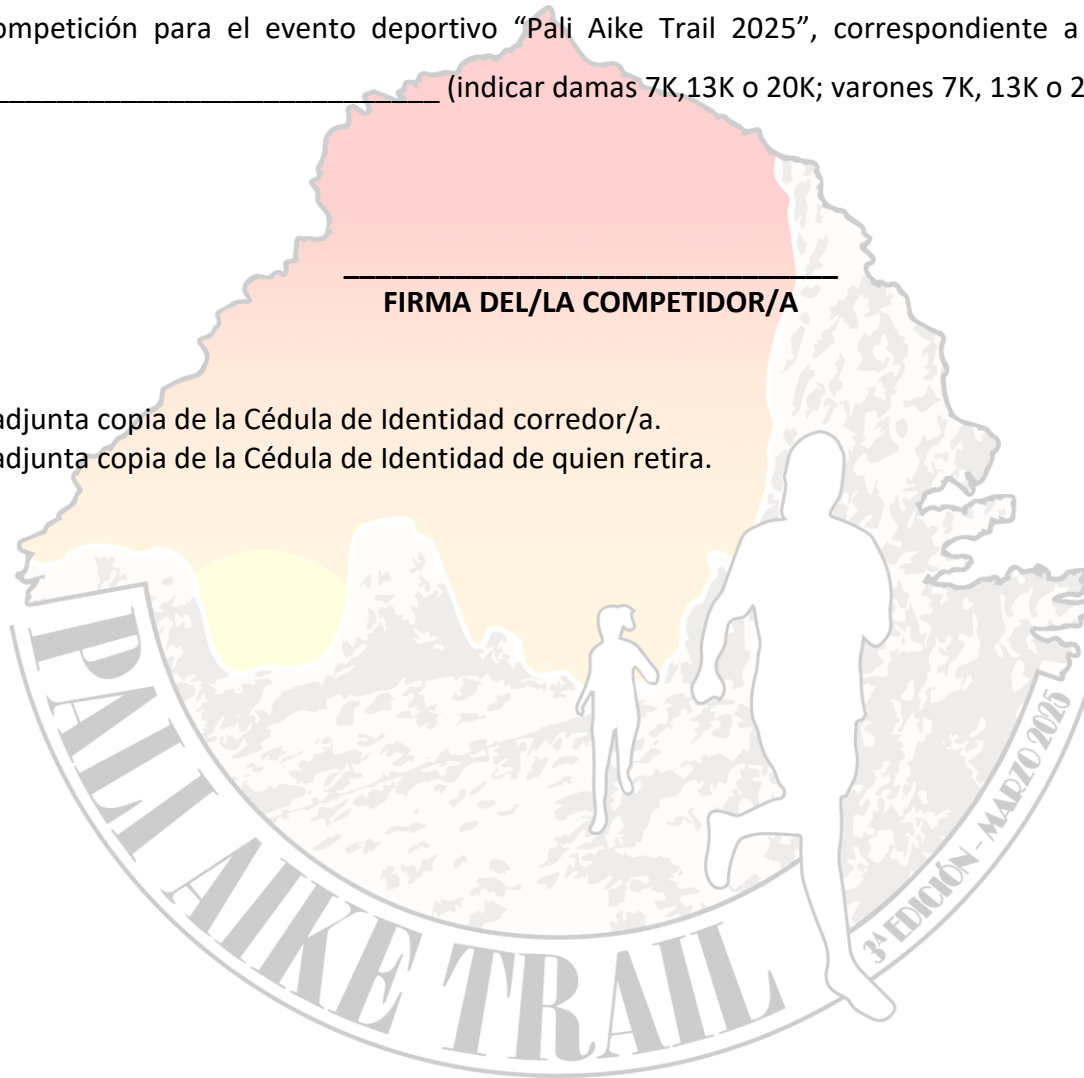 ompetición para el evento deportivo “Pali Aike Trail 2025”, correspondiente a
____________________________ (indicar damas 7K,13K o 20K; varones 7K, 13K o 2
_______________________________
FIRMA DEL/LA COMPETIDOR/A
adjunta copia de la Cédula de Identidad corredor/a.
adjunta copia de la Cédula de Identidad de quien retira.
PALI AIKE TRAIL
3ª EDICIÓN - MARZO 2025